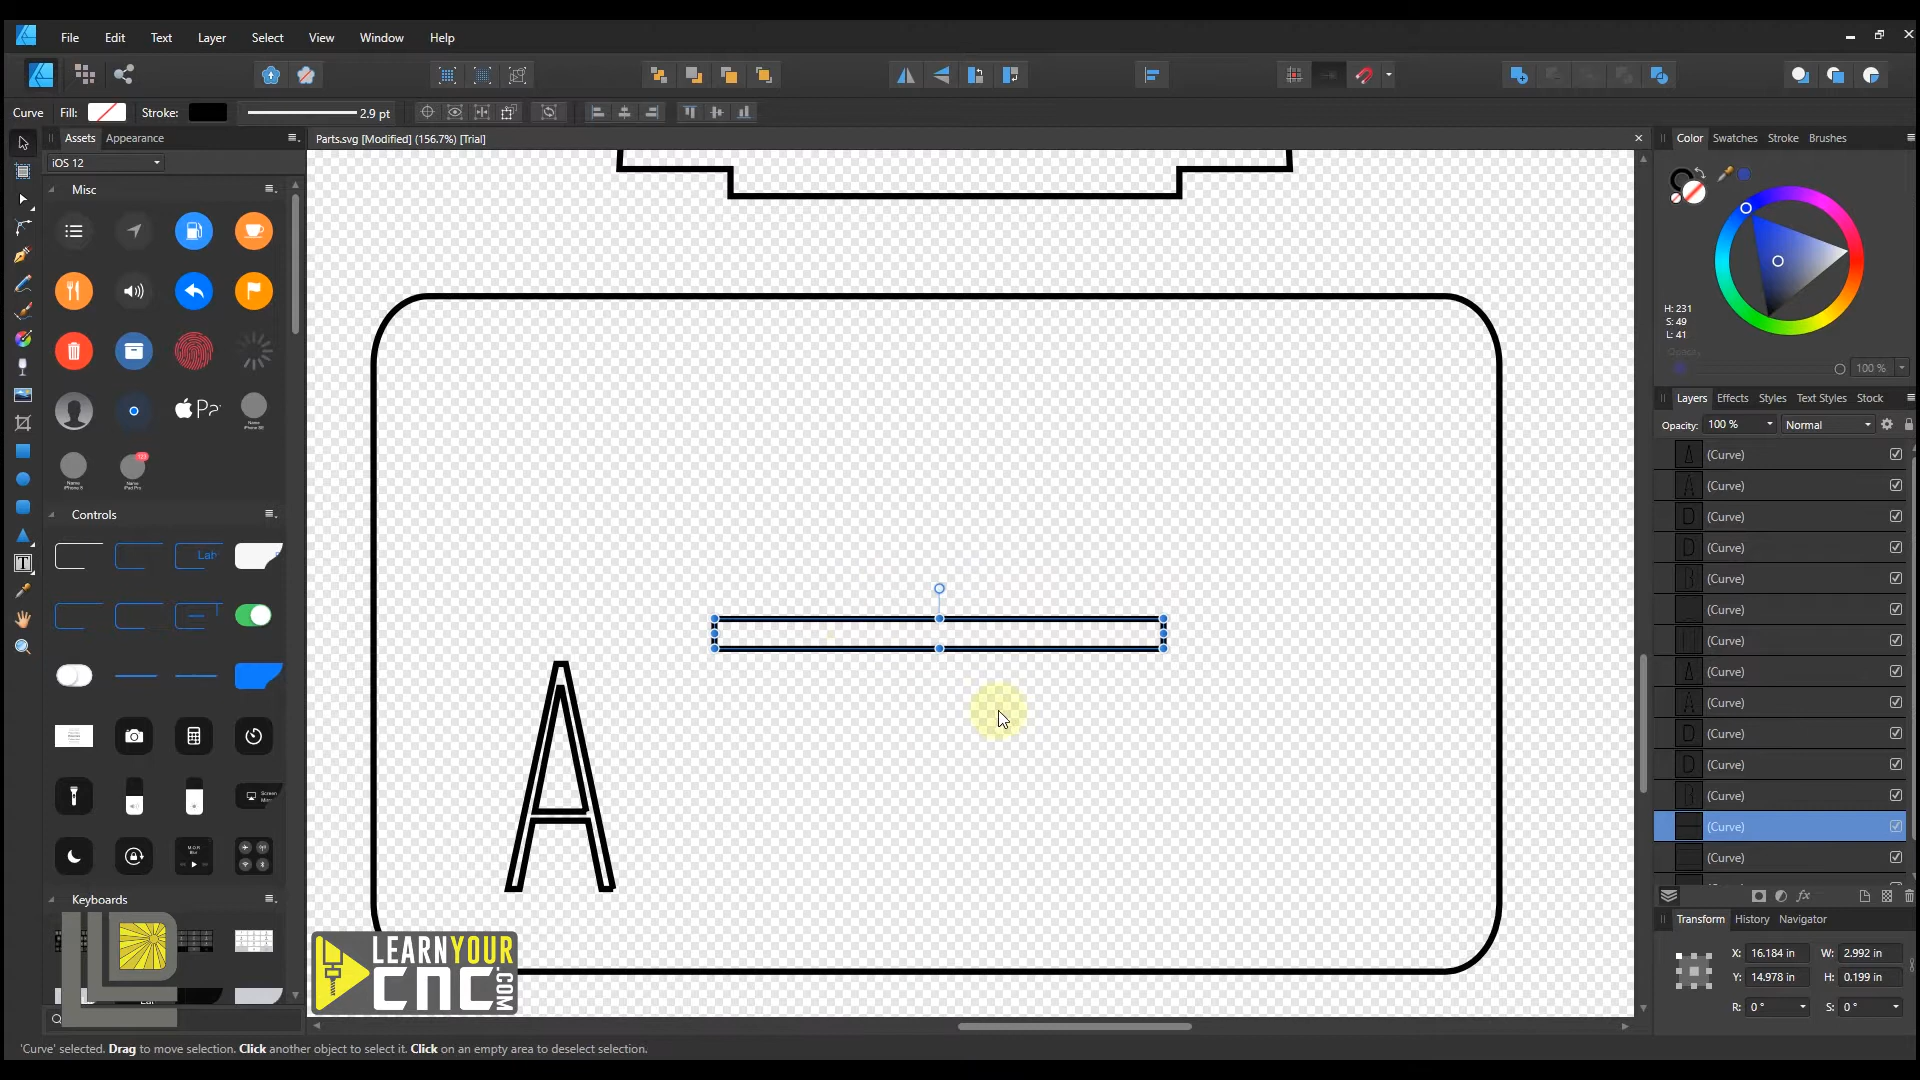 File Edit Text Layer Select View Window Help
Curve Fill: Stroke: 2.9 pt
Assets Appearance
Parts.svg [Modified] (156.7%) [Trial]
iOS 12
Misc
Controls
Lab
Keyboards
A
LEARNYOUR
CNC
.COM
Color Swatches Stroke Brushes
H: 231
S: 49
L: 41
Opacity
100 %
Layers Effects Styles Text Styles Stock
Opacity: 100 % Normal
(Curve)
(Curve)
(Curve)
(Curve)
(Curve)
(Curve)
(Curve)
(Curve)
(Curve)
(Curve)
(Curve)
(Curve)
(Curve)
(Curve)
Transform History Navigator
X: 16.184 in W: 2.992 in
Y: 14.978 in H: 0.199 in
R: 0 ° S: 0 °
'Curve' selected. Drag to move selection. Click another object to select it. Click on an empty area to deselect selection.